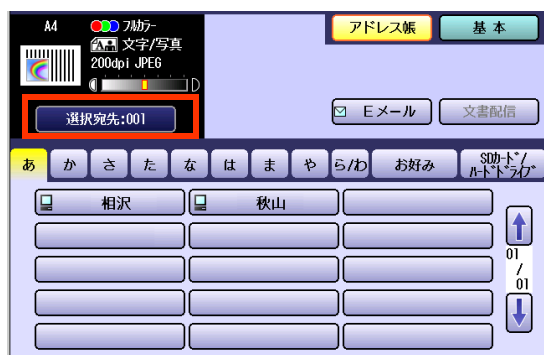 A4 フルカラー アドレス帳 基本
文字/写真
200dpi JPEG
選択宛先:001 Eメール 文書配信
あ か さ た な は ま や ら/わ お好み SDカード/
ハードドライブ
相沢 秋山
01
/
01